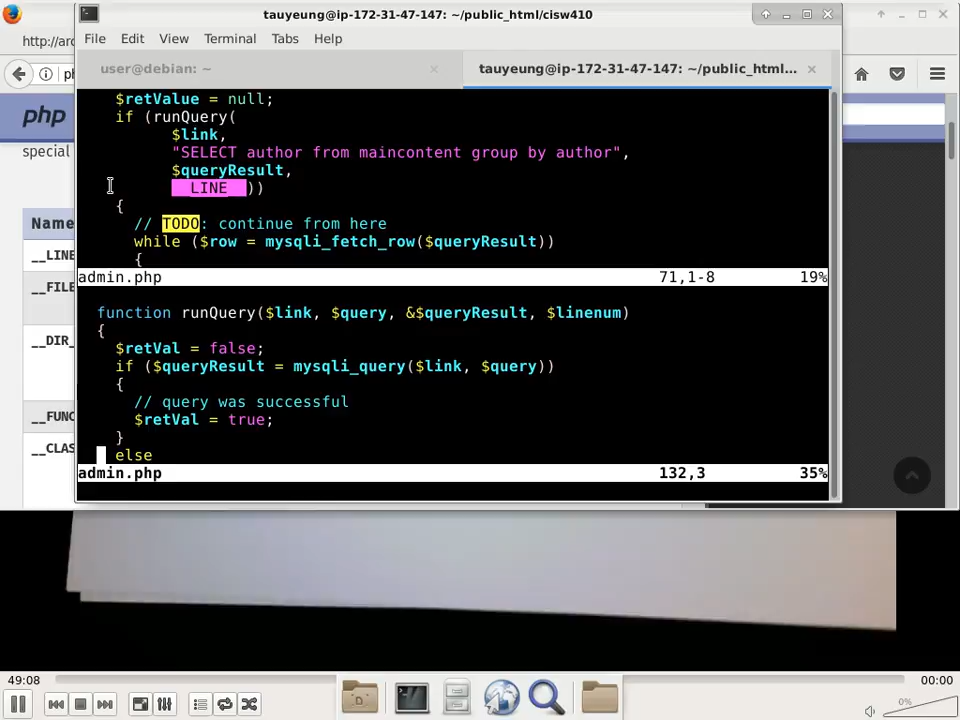 tauyeung@ip-172-31-47-147: ~/public_html/cisw410
File Edit View Terminal Tabs Help
user@debian: ~
tauyeung@ip-172-31-47-147: ~/public_html...
http://arc
ph
php
special
Name
__LINE
__FILE
__DIR_
__FUNC
__CLAS
$retValue = null;
if (runQuery(
$link,
"SELECT author from maincontent group by author",
$queryResult,
__LINE__))
{
// TODO: continue from here
while ($row = mysqli_fetch_row($queryResult))
{
admin.php 71,1-8 19%
function runQuery($link, $query, &$queryResult, $linenum)
{
$retVal = false;
if ($queryResult = mysqli_query($link, $query))
{
// query was successful
$retVal = true;
}
else
admin.php 132,3 35%
49:08
00:00
0%